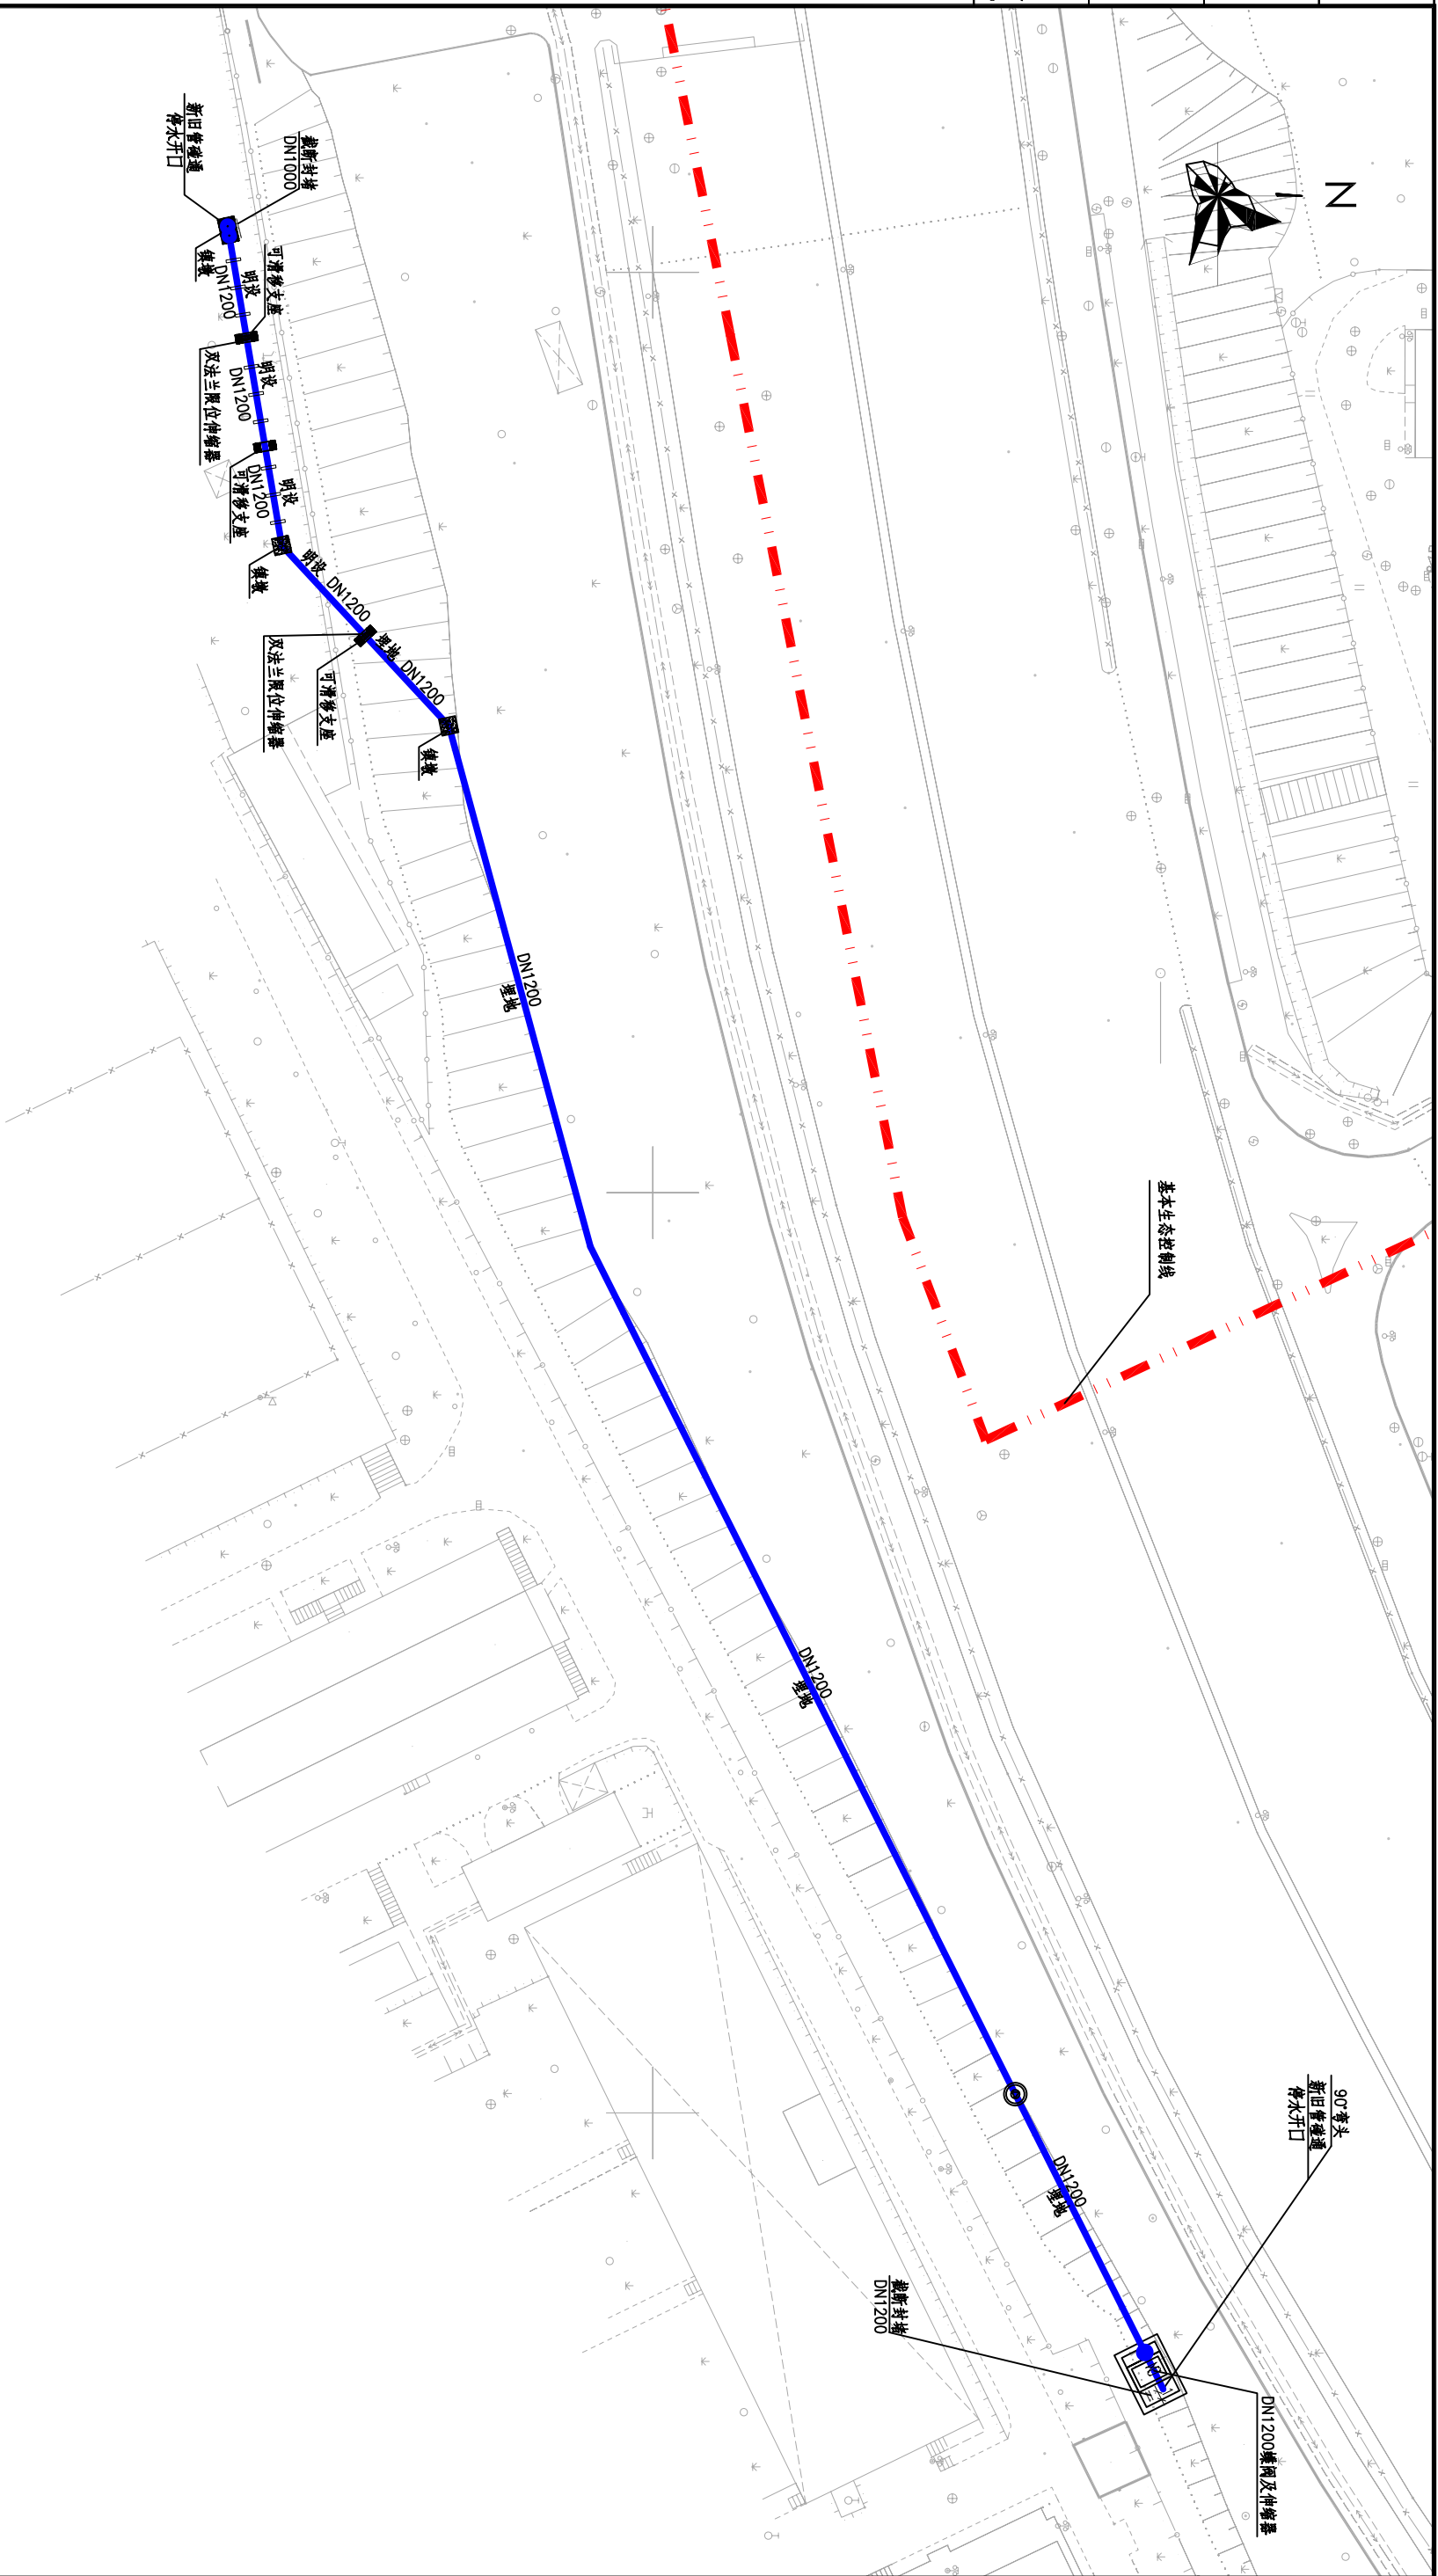 N
截断封堵
DN1000
新旧管碰通
停水开口
镇墩
可滑移支座
明设
DN1200
明设
DN1200
双法兰限位伸缩器
明设
DN1200
可滑移支座
镇墩
明设 DN1200
埋地 DN1200
双法兰限位伸缩器
可滑移支座
镇墩
DN1200
埋地
基本生态控制线
DN1200
埋地
DN1200
埋地
90°弯头
新旧管碰通
停水开口
截断封堵
DN1200
DN1200蝶阀及伸缩器